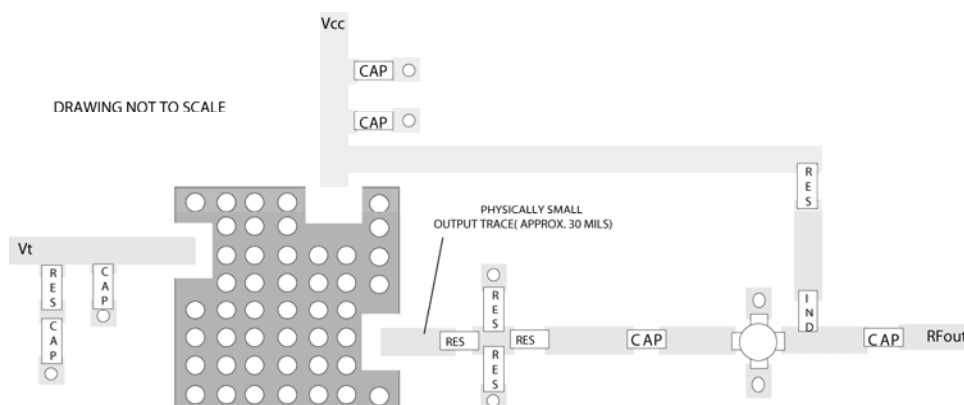 Vcc
CAP
CAP
DRAWING NOT TO SCALE
RES
PHYSICALLY SMALL
OUTPUT TRACE( APPROX. 30 MILS)
Vt
RES
CAP
CAP
RES
IND
RES
RES
CAP
CAP
RFout
RES